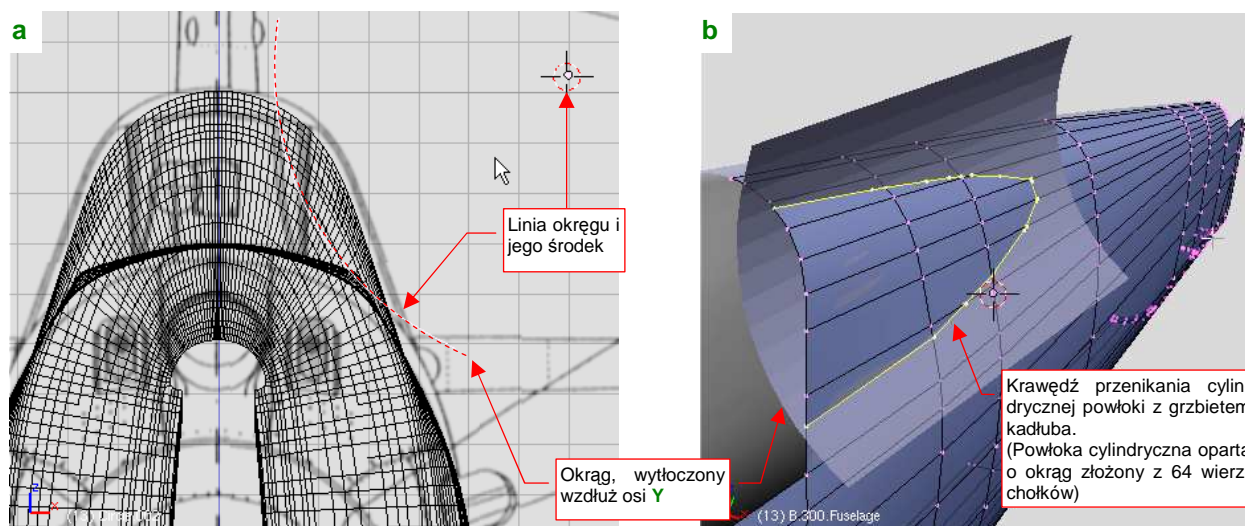 a
b
Linia okręgu i
jego środek
Okrąg, wytłoczony
wzdłuż osi Y
Krawędź przenikania cylin
drycznej powłoki z grzbietem
kadłuba.
(Powłoka cylindryczna oparta
o okrąg złożony z 64 wierz
chołków)
z
x
(13)
(13) B.300.Fuselage